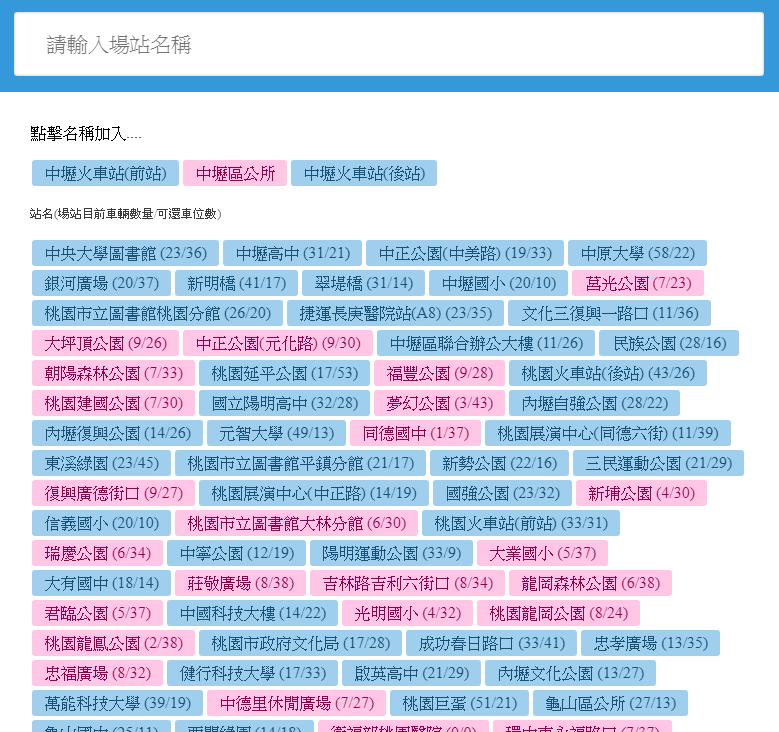 請輸入場站名稱
點擊名稱加入....
中壢火車站(前站) 中壢區公所 中壢火車站(後站)
站名(場站目前車輛數量/可還車位數)
中央大學圖書館 (23/36) 中壢高中 (31/21) 中正公園(中美路) (19/33) 中原大學 (58/22)
銀河廣場 (20/37) 新明橋 (41/17) 翠堤橋 (31/14) 中壢國小 (20/10) 莒光公園 (7/23)
桃園市立圖書館桃園分館 (26/20) 捷運長庚醫院站(A8) (23/35) 文化三復興一路口 (11/36)
大坪頂公園 (9/26) 中正公園(元化路) (9/30) 中壢區聯合辦公大樓 (11/26) 民族公園 (28/16)
朝陽森林公園 (7/33) 桃園延平公園 (17/53) 福豐公園 (9/28) 桃園火車站(後站) (43/26)
桃園建國公園 (7/30) 國立陽明高中 (32/28) 夢幻公園 (3/43) 內壢自強公園 (28/22)
內壢復興公園 (14/26) 元智大學 (49/13) 同德國中 (1/37) 桃園展演中心(同德六街) (11/39)
東溪綠園 (23/45) 桃園市立圖書館平鎮分館 (21/17) 新勢公園 (22/16) 三民運動公園 (21/29)
復興廣德街口 (9/27) 桃園展演中心(中正路) (14/19) 國強公園 (23/32) 新埔公園 (4/30)
信義國小 (20/10) 桃園市立圖書館大林分館 (6/30) 桃園火車站(前站) (33/31)
瑞慶公園 (6/34) 中寧公園 (12/19) 陽明運動公園 (33/9) 大業國小 (5/37)
大有國中 (18/14) 莊敬廣場 (8/38) 吉林路吉利六街口 (8/34) 龍岡森林公園 (6/38)
君臨公園 (5/37) 中國科技大樓 (14/22) 光明國小 (4/32) 桃園龍岡公園 (8/24)
桃園龍鳳公園 (2/38) 桃園市政府文化局 (17/28) 成功春日路口 (33/41) 忠孝廣場 (13/35)
忠福廣場 (8/32) 健行科技大學 (17/33) 啟英高中 (21/29) 內壢文化公園 (13/27)
萬能科技大學 (39/19) 中德里休閒廣場 (7/27) 桃園巨蛋 (51/21) 龜山區公所 (27/13)
龜山國中 (25/11)